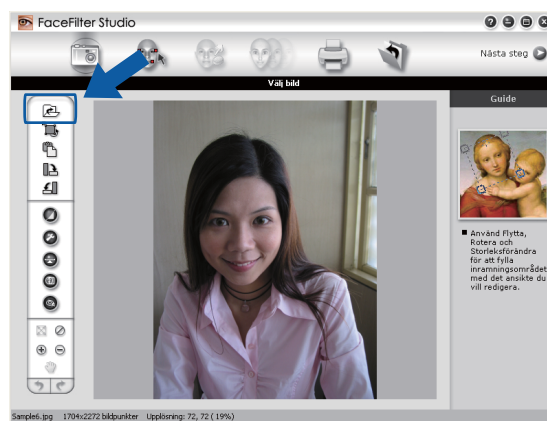 FaceFilter Studio
Nästa steg
Välj bild
Guide
Använd Flytta,
Rotera och
Storleksförändra
för att fylla
inramningsområdet
med det ansikte du
vill redigera.
Sample6.jpg 1704x2272 bildpunkter Upplösning: 72, 72 ( 19%)